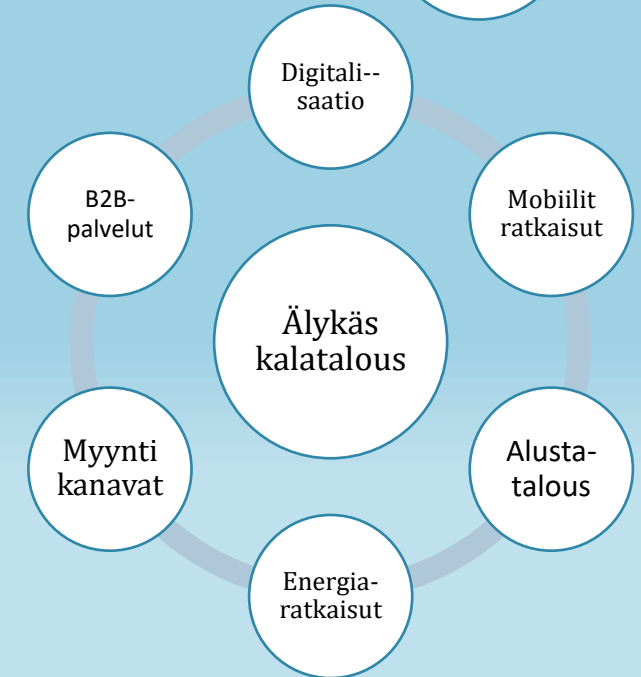 Digitali--
saatio
Mobiilit
ratkaisut
B2B-
palvelut
Älykäs
kalatalous
Alusta-
talous
Myynti
kanavat
Energia-
ratkaisut